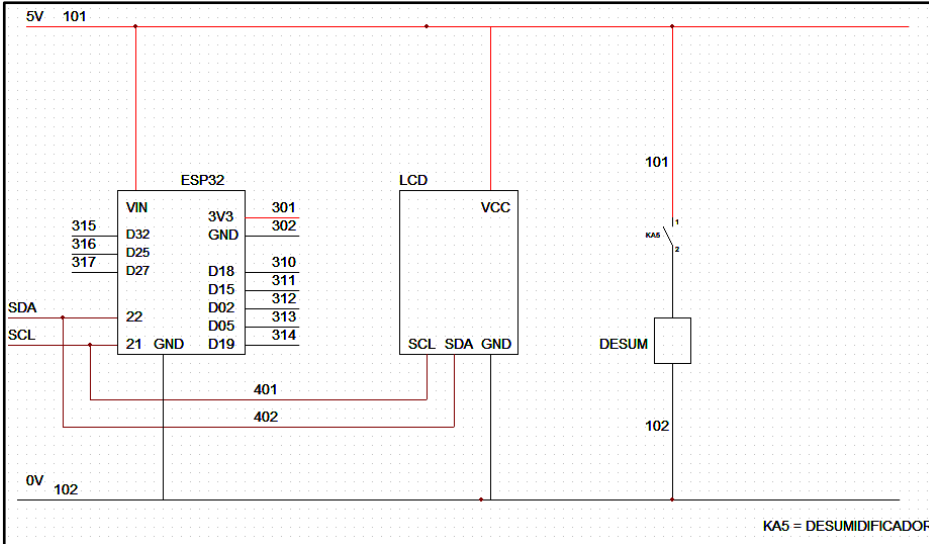 5V 101
ESP32
LCD
101
VIN
VCC
3V3 301
GND 302
315 D32
316 D25
317 D27
KA5
1
2
D18 310
D15 311
D02 312
D05 313
D19 314
SDA 22
SCL 21 GND
SCL SDA GND
DESUM
401
402
102
0V 102
KA5 = DESUMIDIFICADOR